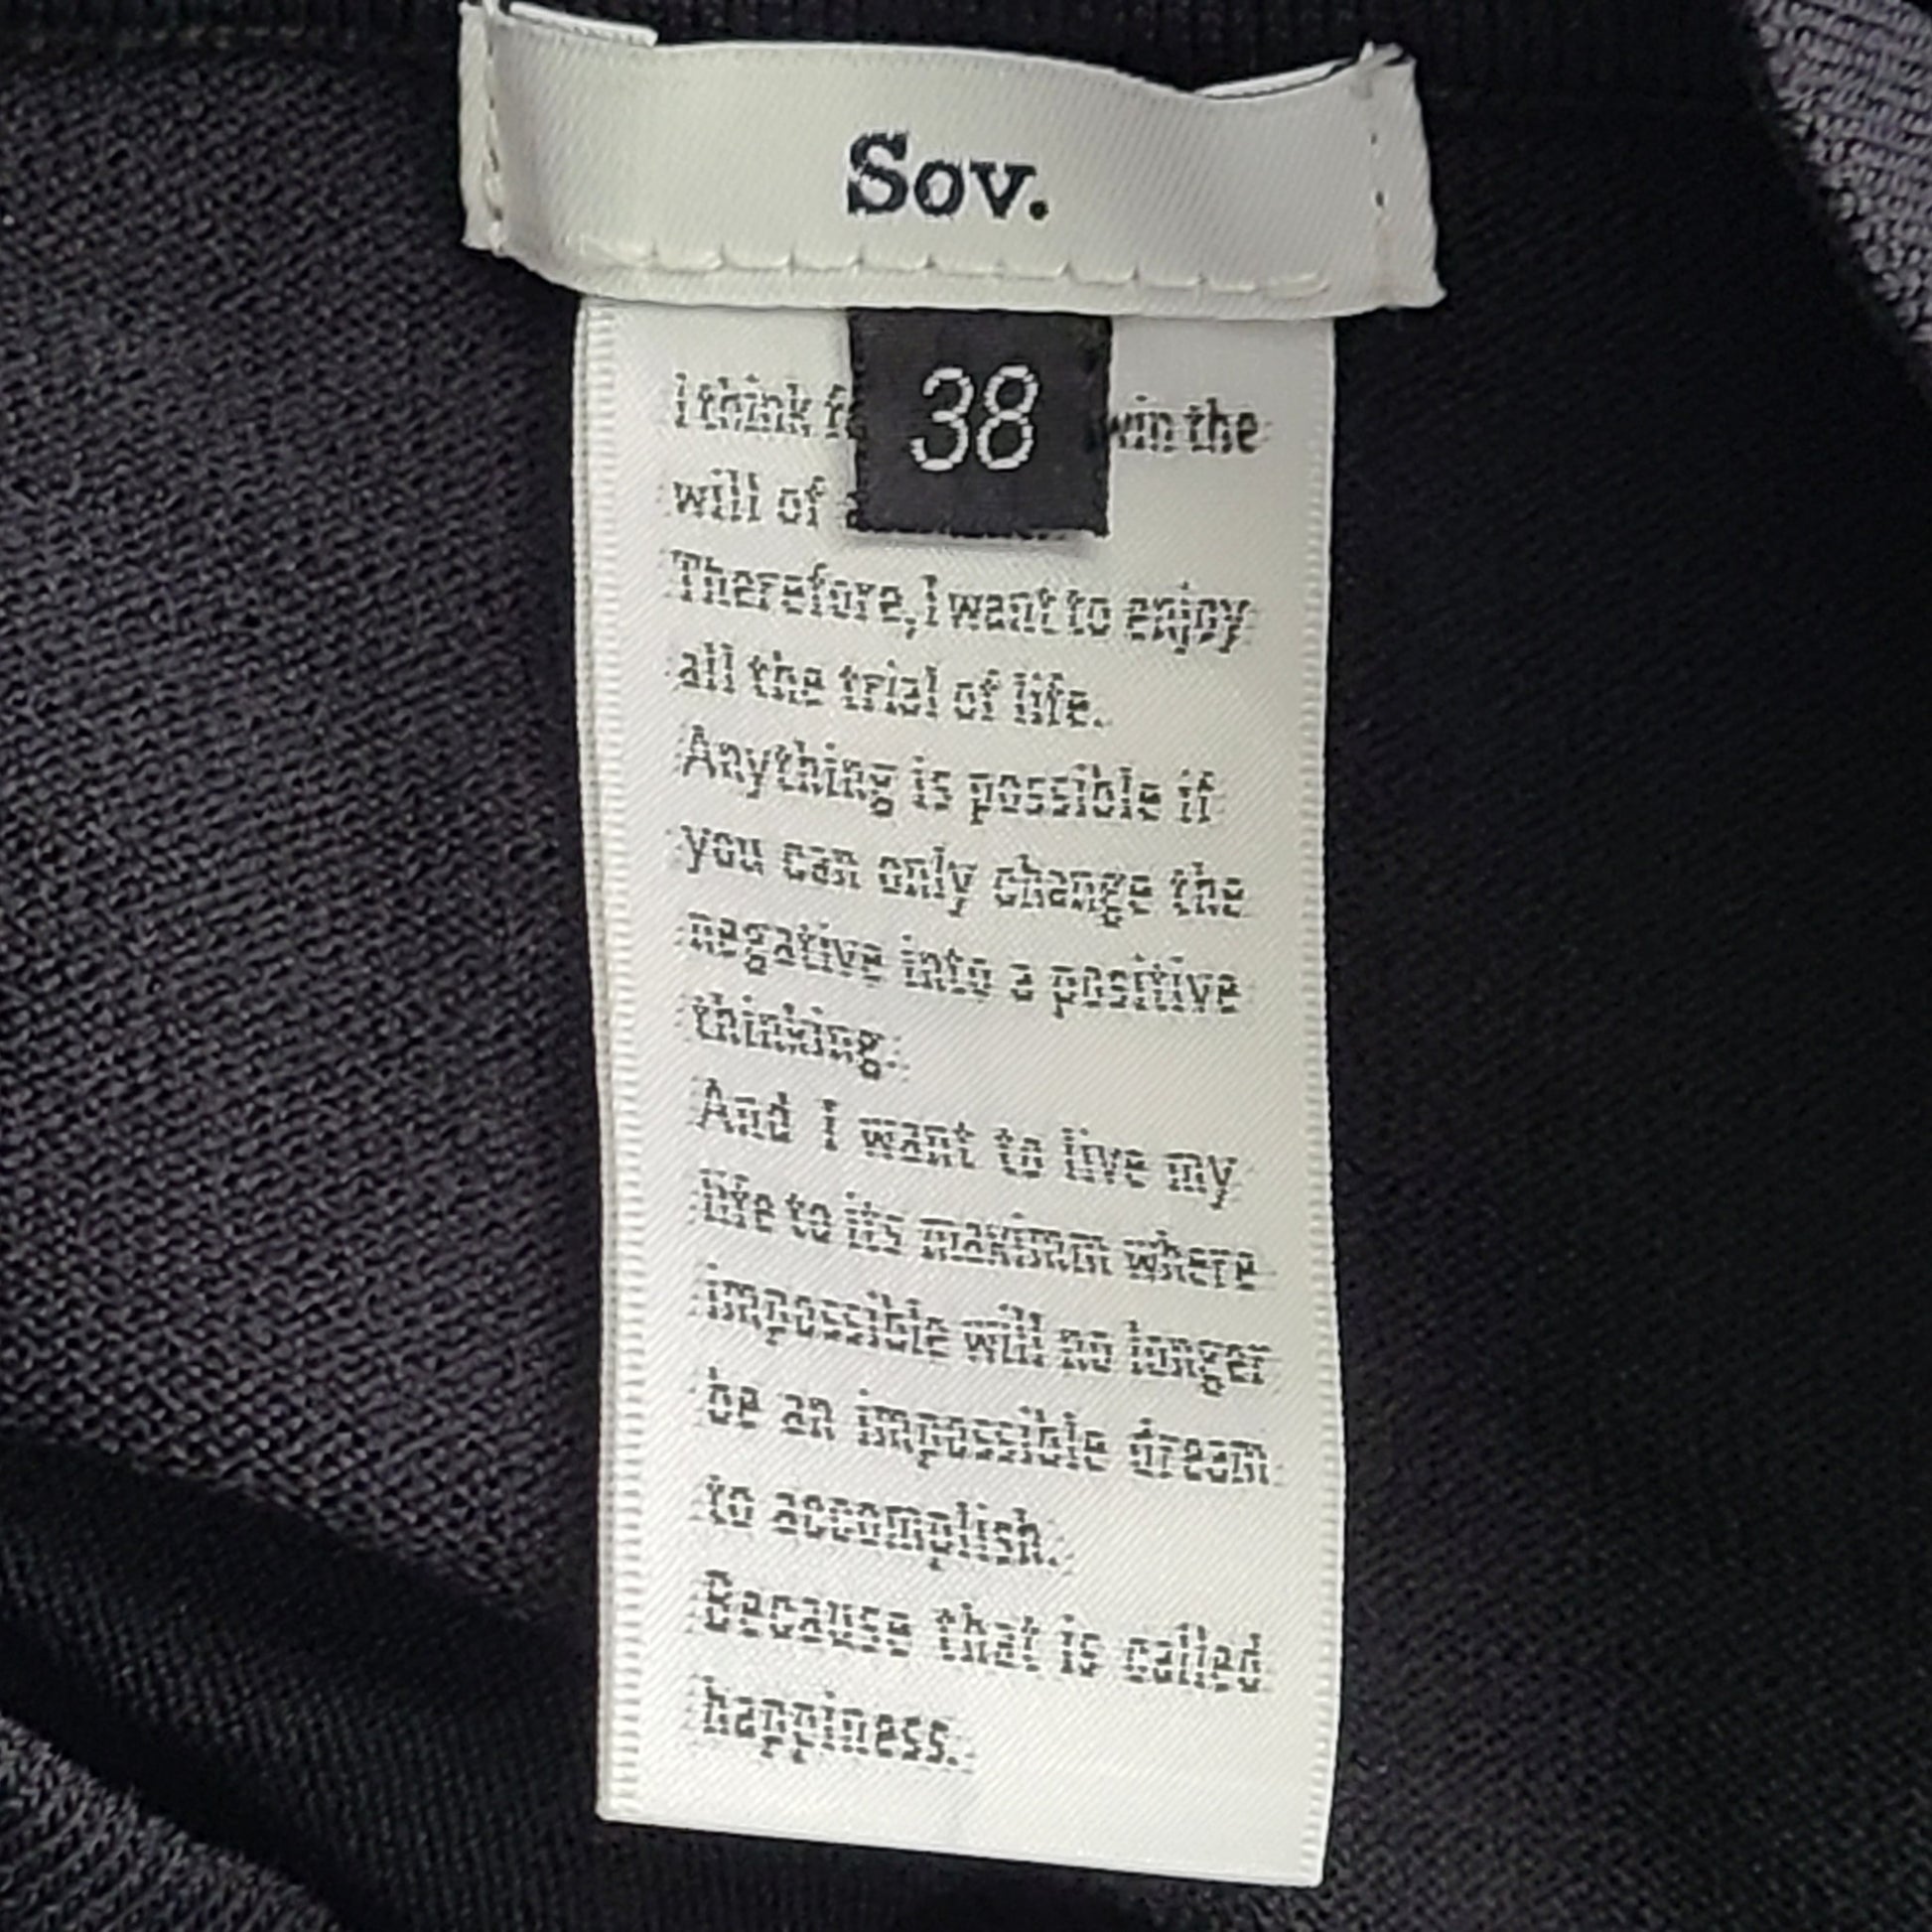 Sov.
38
I think win the
will of
Therefore, I want to enjoy
all the trial of life.
Anything is possible if
you can only change the
negative into a positive
thinking.
And I want to live my
life to its maximm where
impossible will no longer
be an impossible dream
to accomplish.
Because that is called
happiness.